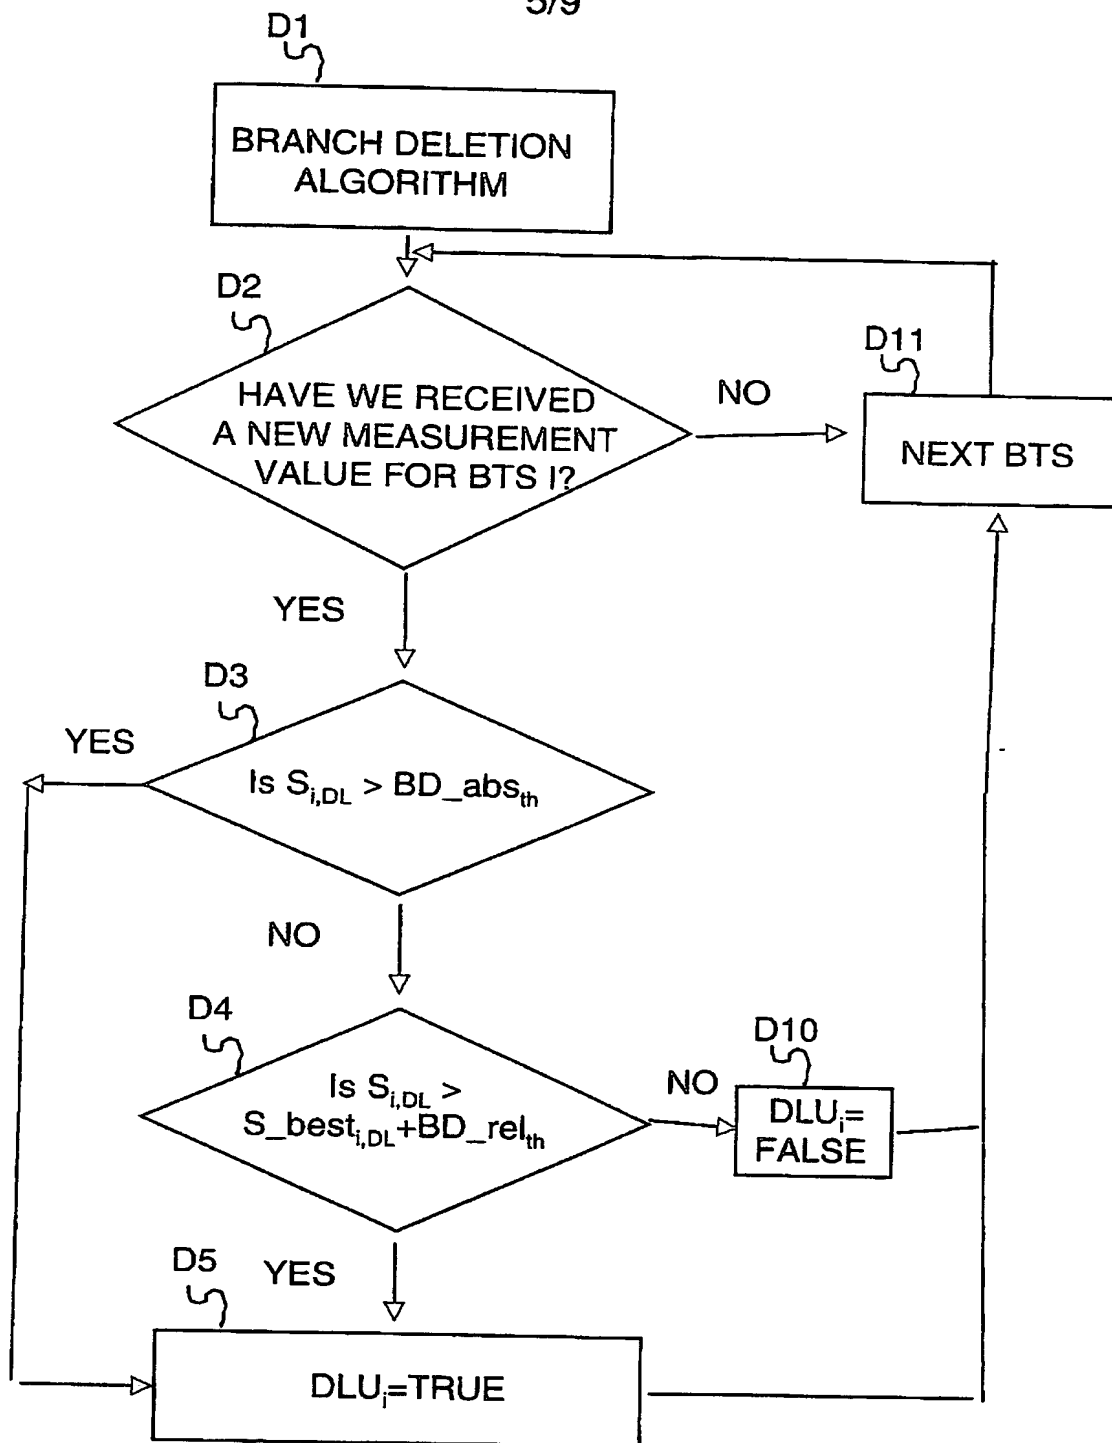 5/9
D1
BRANCH DELETION
ALGORITHM
D2
HAVE WE RECEIVED
A NEW MEASUREMENT
VALUE FOR BTS I?
NO
D11
NEXT BTS
YES
D3
YES
Is S_{i,DL} > BD_abs_{th}
NO
D4
Is S_{i,DL} >
S_best_{i,DL}+BD_rel_{th}
NO
D10
DLU_i=
FALSE
D5
YES
DLU_i=TRUE